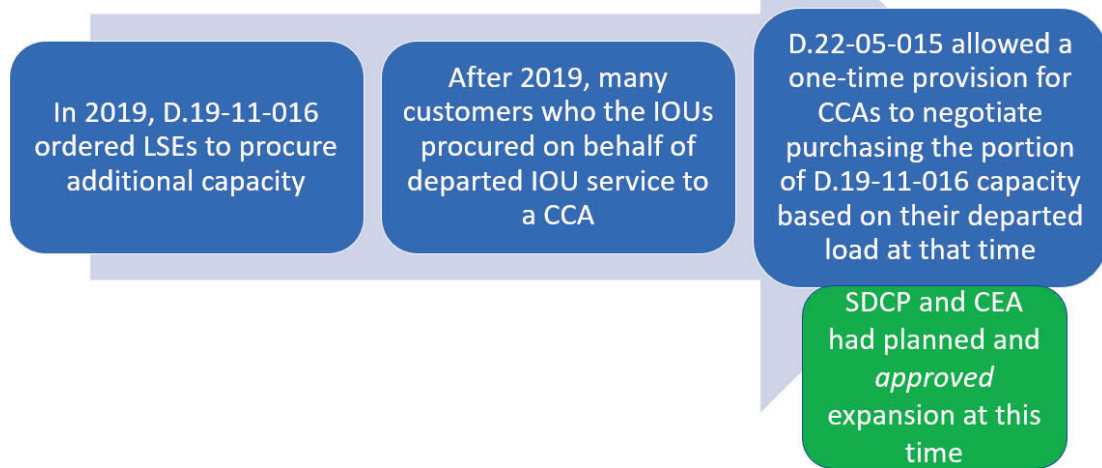 In 2019, D.19-11-016
ordered LSEs to procure
additional capacity
After 2019, many
customers who the IOUs
procured on behalf of
departed IOU service to
a CCA
D.22-05-015 allowed a
one-time provision for
CCAs to negotiate
purchasing the portion
of D.19-11-016 capacity
based on their departed
load at that time
SDCP and CEA
had planned and
approved
expansion at this
time